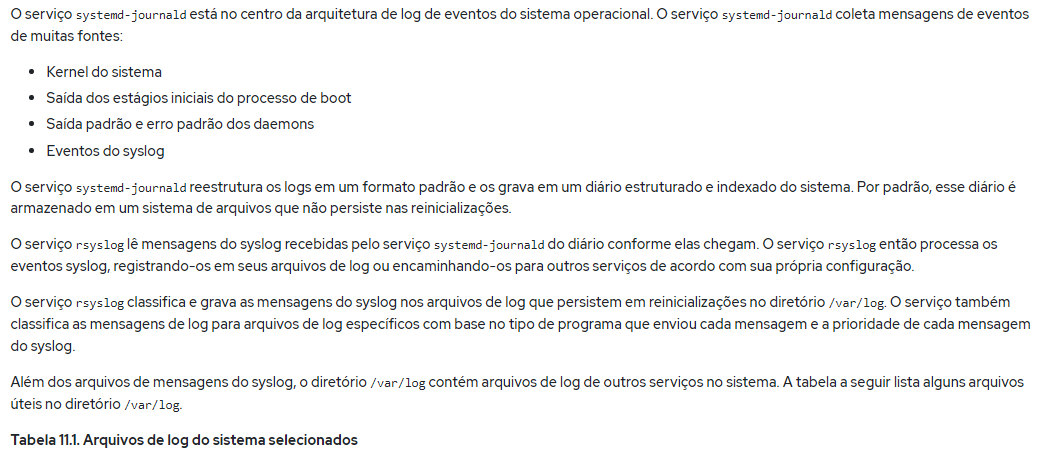 O serviço systemd-journald está no centro da arquitetura de log de eventos do sistema operacional. O serviço systemd-journald coleta mensagens de eventos
de muitas fontes:
• Kernel do sistema
• Saída dos estágios iniciais do processo de boot
• Saída padrão e erro padrão dos daemons
• Eventos do syslog
O serviço systemd-journald reestrutura os logs em um formato padrão e os grava em um diário estruturado e indexado do sistema. Por padrão, esse diário é
armazenado em um sistema de arquivos que não persiste nas reinicializações.
O serviço rsyslog lê mensagens do syslog recebidas pelo serviço systemd-journald do diário conforme elas chegam. O serviço rsyslog então processa os
eventos syslog, registrando-os em seus arquivos de log ou encaminhando-os para outros serviços de acordo com sua própria configuração.
O serviço rsyslog classifica e grava as mensagens do syslog nos arquivos de log que persistem em reinicializações no diretório /var/log. O serviço também
classifica as mensagens de log para arquivos de log específicos com base no tipo de programa que enviou cada mensagem e a prioridade de cada mensagem
do syslog.
Além dos arquivos de mensagens do syslog, o diretório /var/log contém arquivos de log de outros serviços no sistema. A tabela a seguir lista alguns arquivos
úteis no diretório /var/log.
Tabela 11.1. Arquivos de log do sistema selecionados